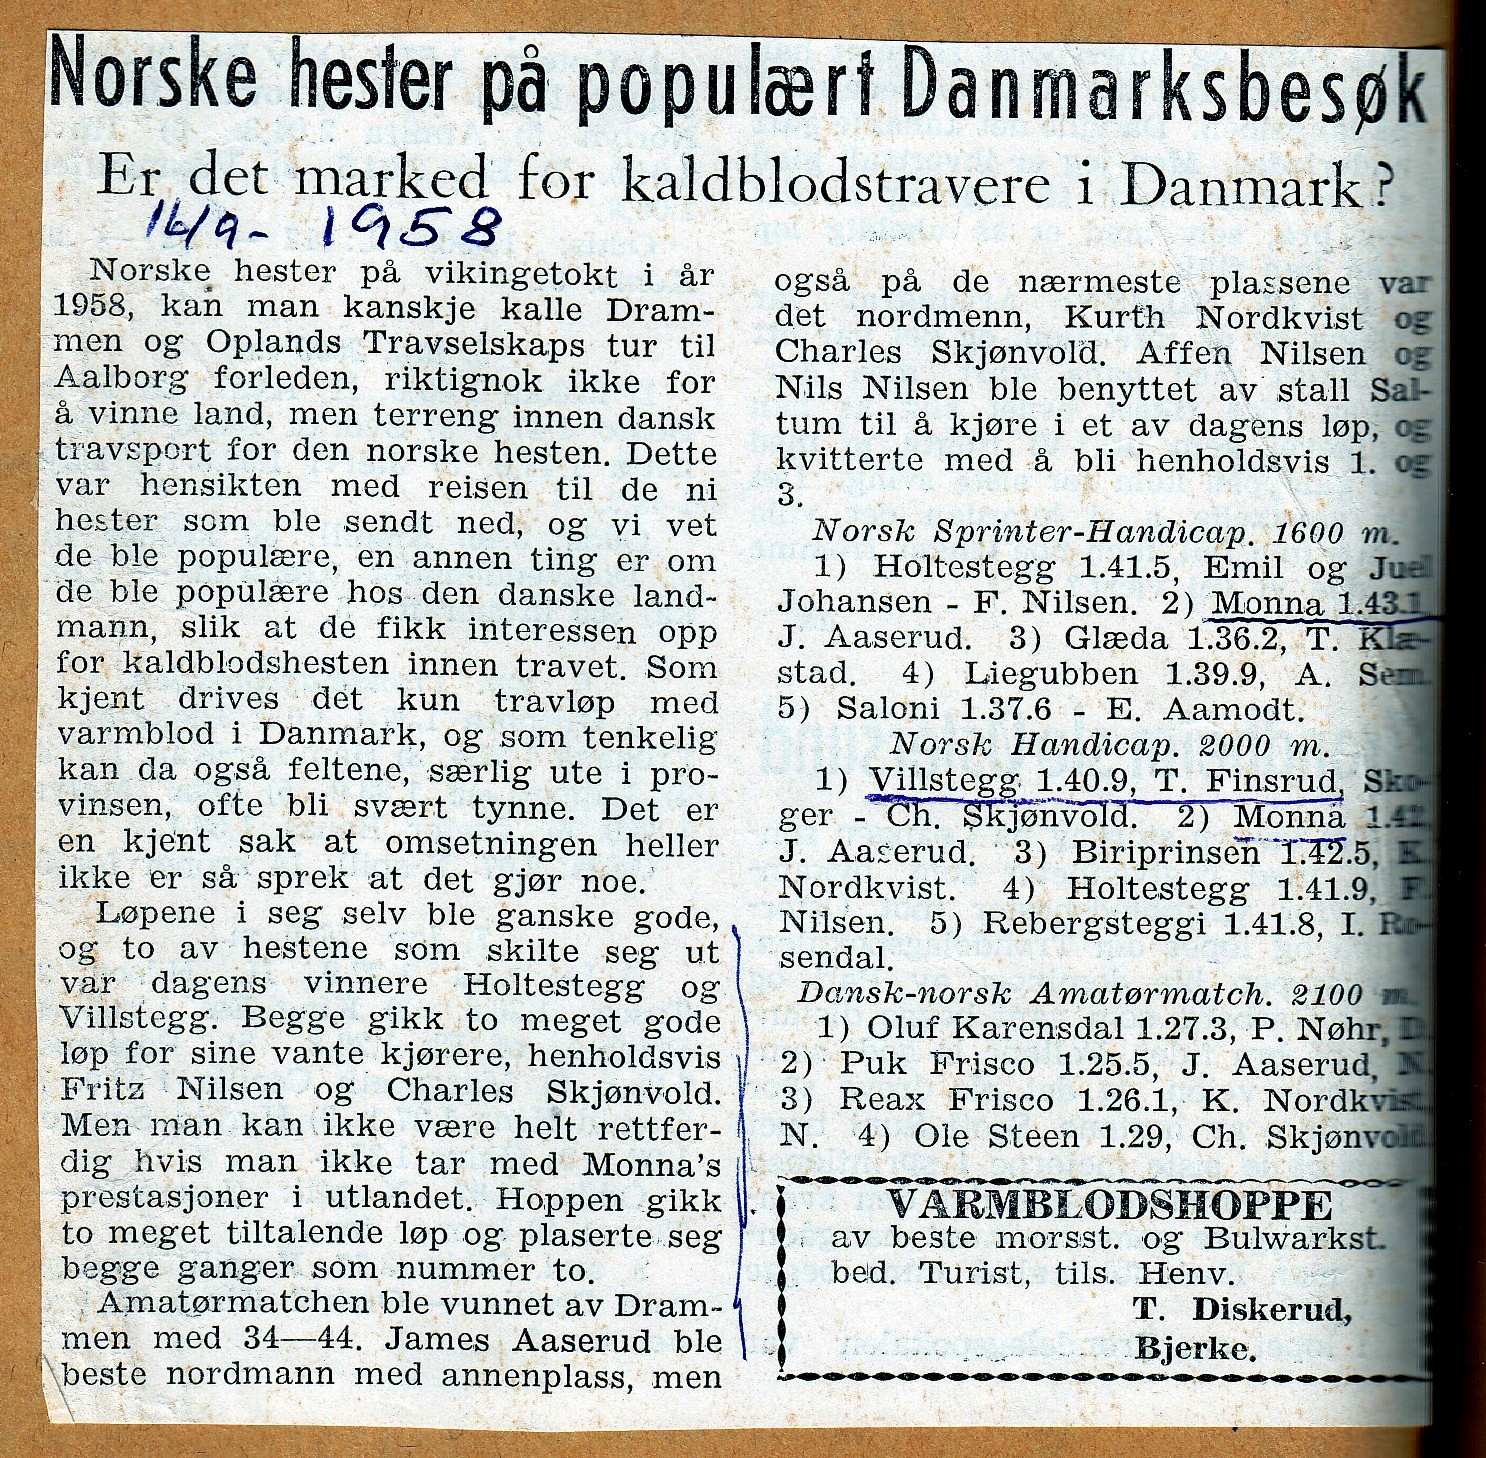 Norske hester på populært Danmarksbesøk
Er det marked for kaldblodstravere i Danmark?
16/9- 1958
Norske hester på vikingetokt i år
1958, kan man kanskje kalle Dram-
men og Oplands Travselskaps tur til
Aalborg forleden, riktignok ikke for
å vinne land, men terreng innen dansk
travsport for den norske hesten. Dette
var hensikten med reisen til de ni
hester som ble sendt ned, og vi vet
de ble populære, en annen ting er om
de ble populære hos den danske land-
mann, slik at de fikk interessen opp
for kaldblodshesten innen travet. Som
kjent drives det kun travløp med
varmblod i Danmark, og som tenkelig
kan da også feltene, særlig ute i pro-
vinsen, ofte bli svært tynne. Det er
en kjent sak at omsetningen heller
ikke er så sprek at det gjør noe.
Løpene i seg selv ble ganske gode,
og to av hestene som skilte seg ut
var dagens vinnere Holtestegg og
Villstegg. Begge gikk to meget gode
løp for sine vante kjørere, henholdsvis
Fritz Nilsen og Charles Skjønvold.
Men man kan ikke være helt rettfer-
dig hvis man ikke tar med Monna's
prestasjoner i utlandet. Hoppen gikk
to meget tiltalende løp og plaserte seg
begge ganger som nummer to.
Amatørmatchen ble vunnet av Dram-
men med 34—44. James Aaserud ble
beste nordmann med annenplass, men
også på de nærmeste plassene var
det nordmenn, Kurth Nordkvist og
Charles Skjønvold. Affen Nilsen og
Nils Nilsen ble benyttet av stall Sal-
tum til å kjøre i et av dagens løp, og
kvitterte med å bli henholdsvis 1. og
3.
Norsk Sprinter-Handicap. 1600 m.
1) Holtestegg 1.41.5, Emil og Juel
Johansen - F. Nilsen. 2) Monna 1.43.1
J. Aaserud. 3) Glæda 1.36.2, T. Klæ-
stad. 4) Liegubben 1.39.9, A. Sem.
5) Saloni 1.37.6 - E. Aamodt.
Norsk Handicap. 2000 m.
1) Villstegg 1.40.9, T. Finsrud, Sko-
ger - Ch. Skjønvold. 2) Monna
J. Aaserud. 3) Biriprinsen 1.42.5, K.
Nordkvist. 4) Holtestegg 1.41.9, F.
Nilsen. 5) Rebergsteggi 1.41.8, I. Ro-
sendal.
Dansk-norsk Amatørmatch. 2100 m.
1) Oluf Karensdal 1.27.3, P. Nøhr, D.
2) Puk Frisco 1.25.5, J. Aaserud, N.
3) Reax Frisco 1.26.1, K. Nordkvist,
N. 4) Ole Steen 1.29, Ch. Skjønvold
VARMBLODSHOPPE
av beste morsst. og Bulwarkst.
bed. Turist, tils. Henv.
T. Diskerud,
Bjerke.